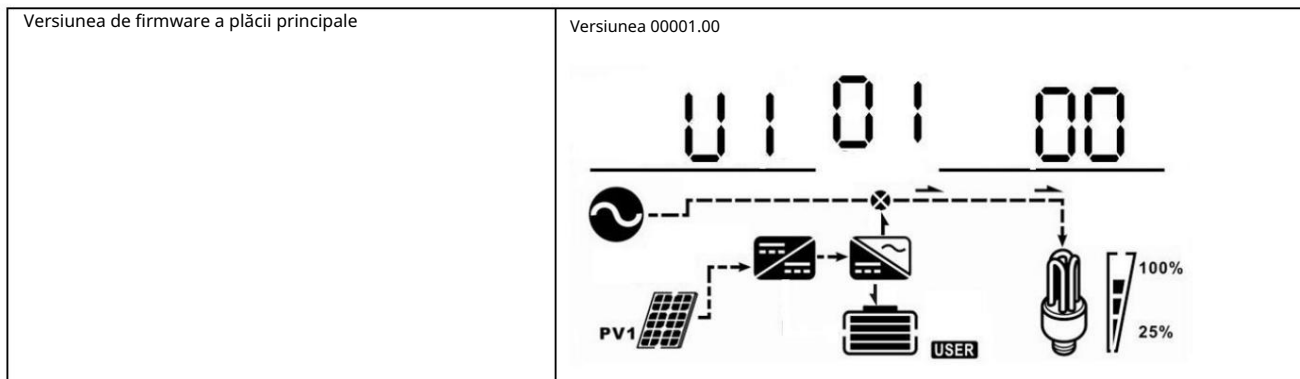 Versiunea de firmware a plăcii principale
Versiunea 00001.00
U1 01 00
100%
PV1
25%
USER